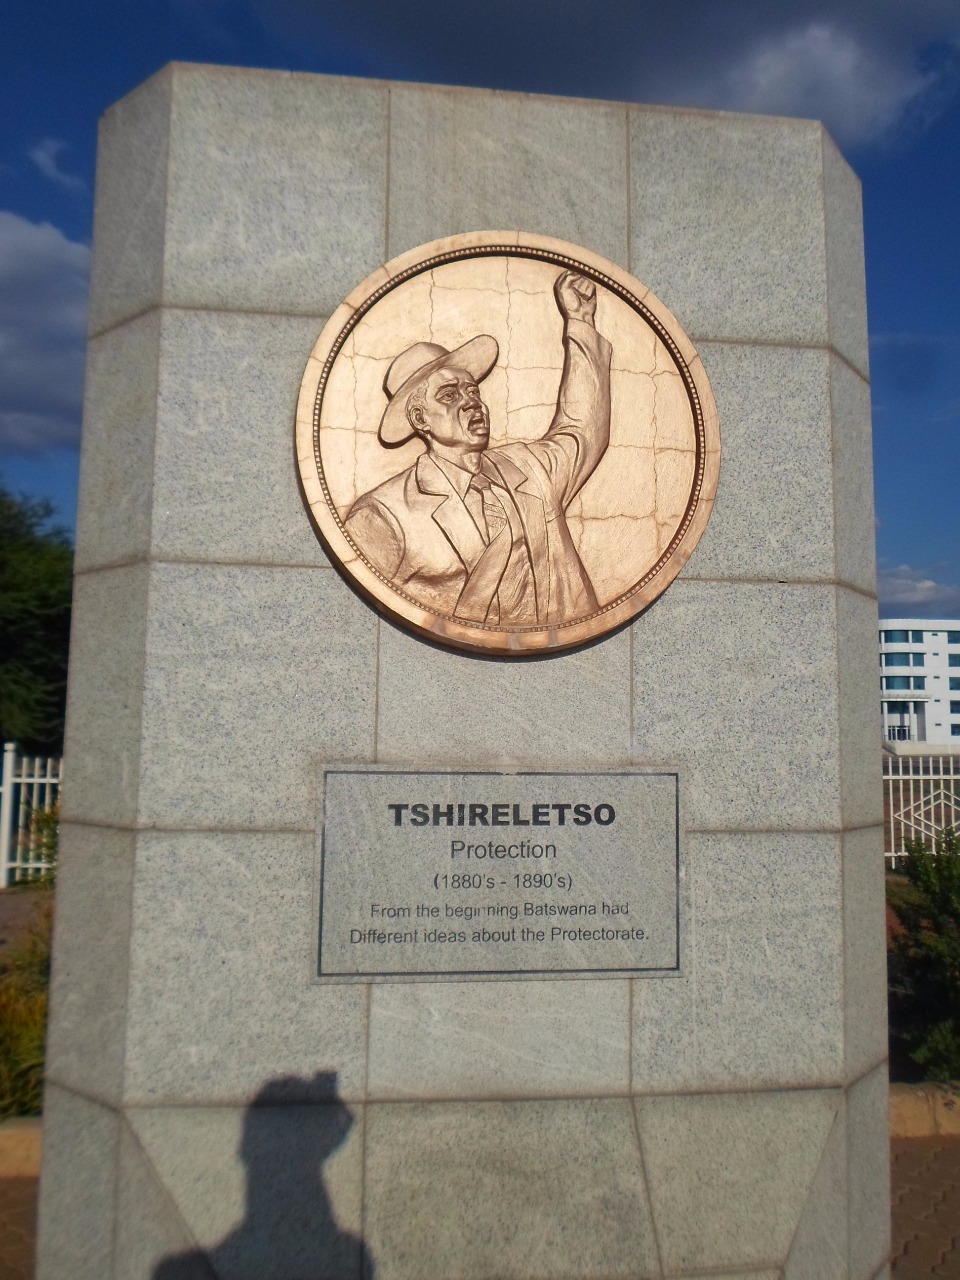 TSHIRELETSO
Protection
(1880's - 1890's)
From the beginning Batswana had
Different ideas about the Protectorate.